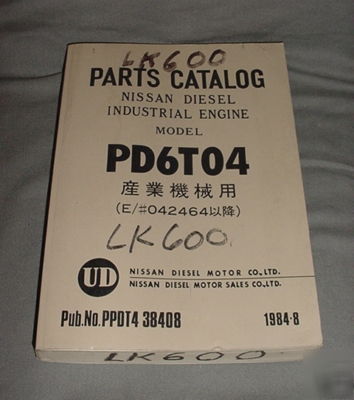 LK600
PARTS CATALOG
NISSAN DIESEL
INDUSTRIAL ENGINE
MODEL
PD6T04
産業機械用
(E/#042464以降)
LK600
UD
NISSAN DIESEL MOTOR CO.,LTD.
NISSAN DIESEL MOTOR SALES CO.,LTD.
Pub.No.PPDT4 38408
1984-8
LK600